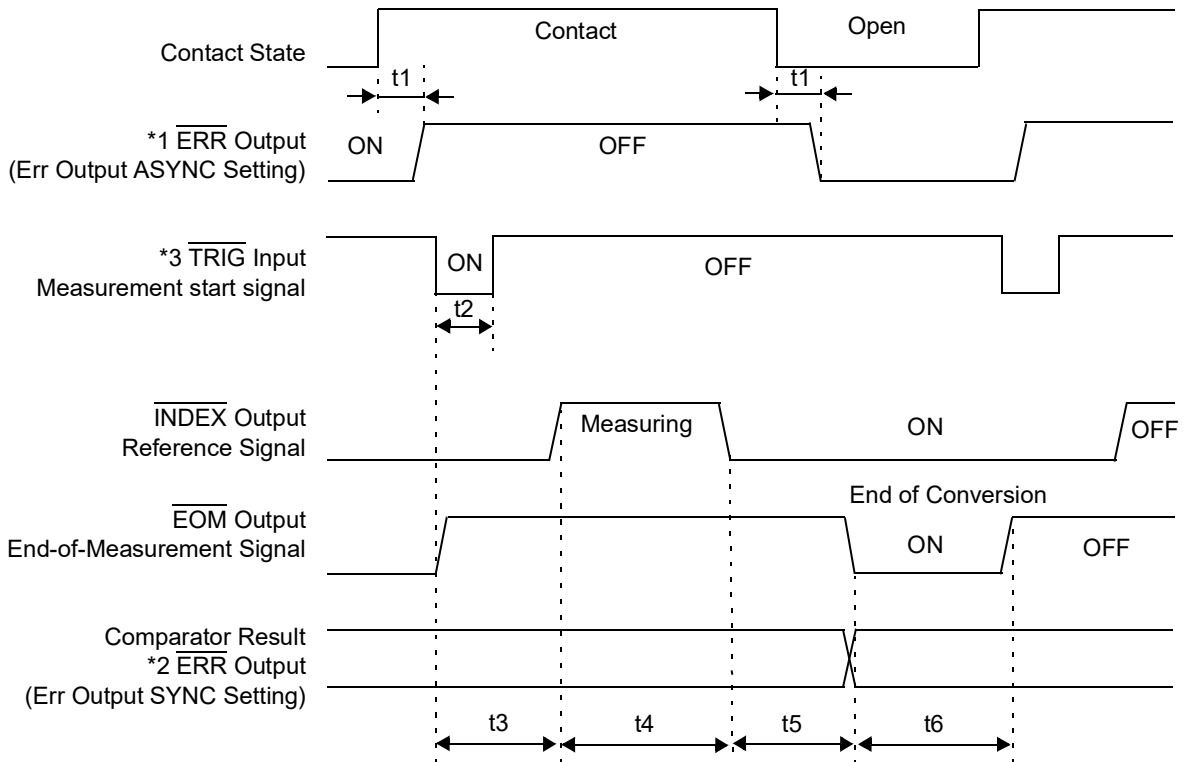 Contact State
Contact
Open
t1
t1
*1 ERR Output
(Err Output ASYNC Setting)
ON
OFF
*3 TRIG Input
Measurement start signal
ON
OFF
t2
INDEX Output
Reference Signal
Measuring
ON
OFF
End of Conversion
EOM Output
End-of-Measurement Signal
ON
OFF
Comparator Result
*2 ERR Output
(Err Output SYNC Setting)
t3
t4
t5
t6